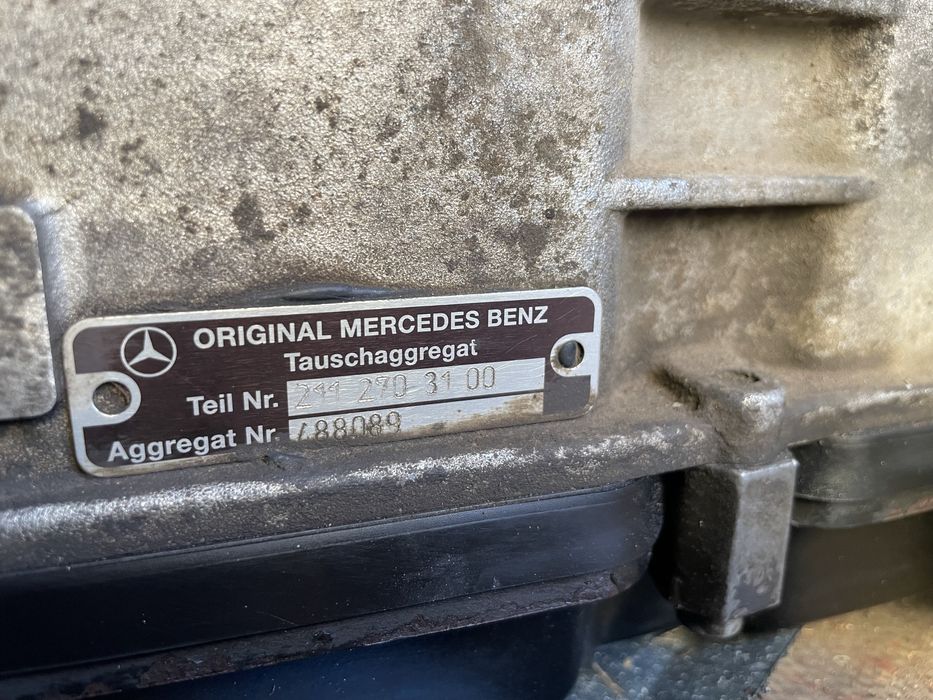 ORIGINAL MERCEDES BENZ
Tauschaggregat
Teil Nr. 211 270 31 00
Aggregat Nr. 488089